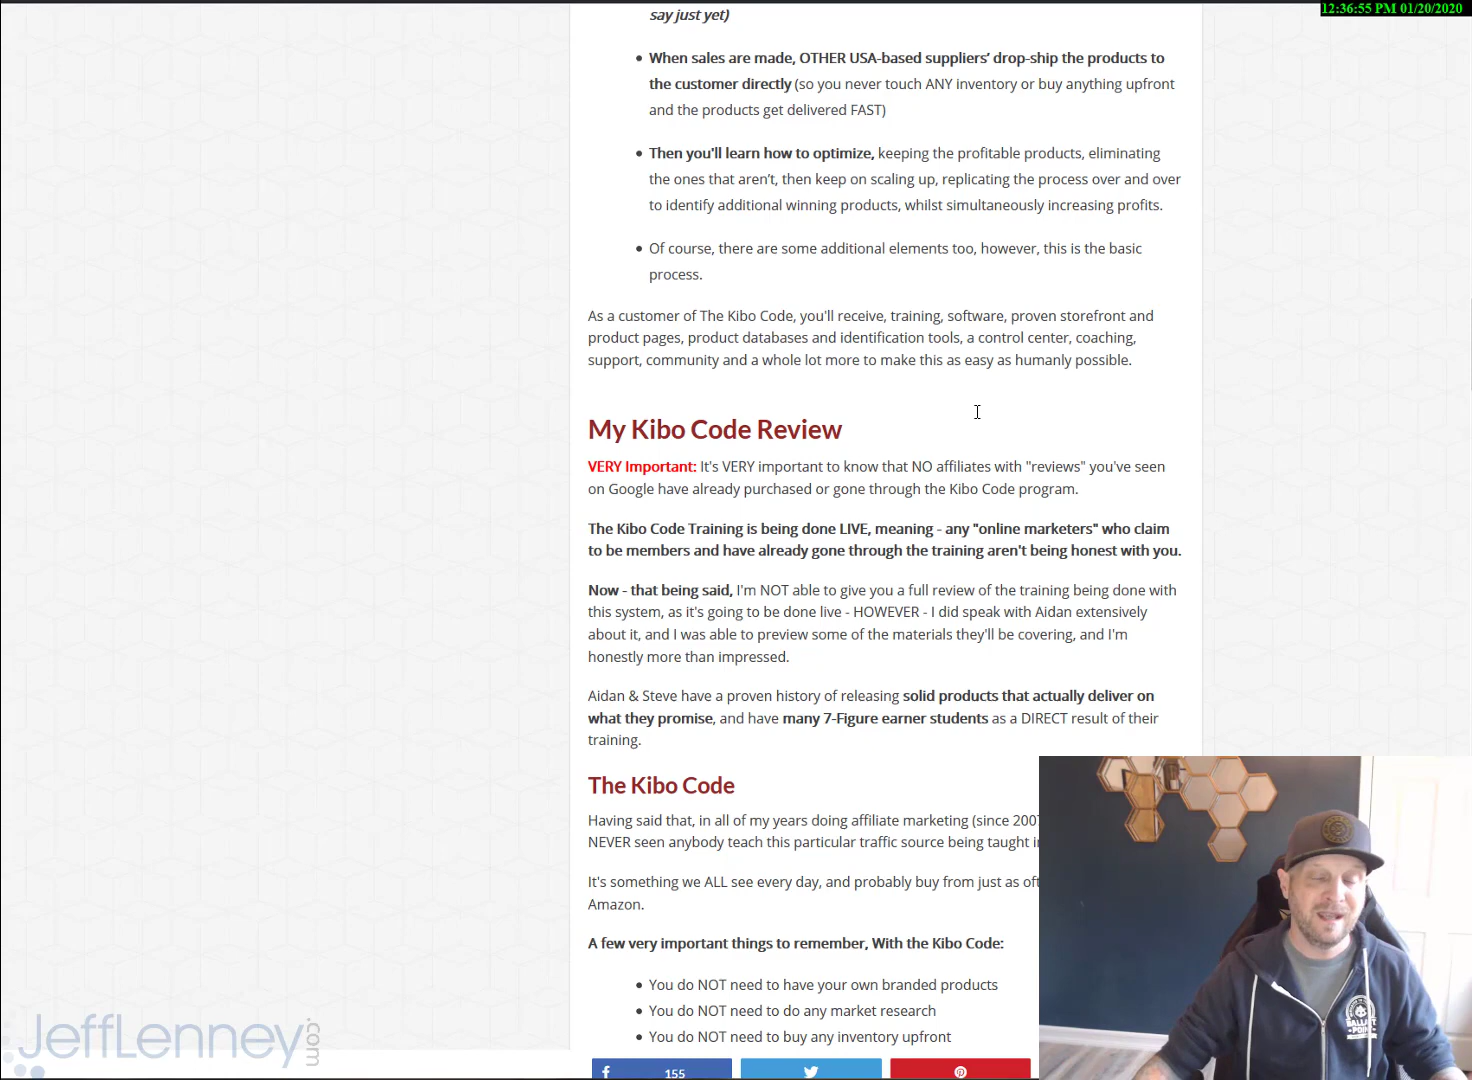 12:36:55 PM 01/20/2020
say just yet)
• When sales are made, OTHER USA-based suppliers’ drop-ship the products to
the customer directly (so you never touch ANY inventory or buy anything upfront
and the products get delivered FAST)
• Then you'll learn how to optimize, keeping the profitable products, eliminating
the ones that aren’t, then keep on scaling up, replicating the process over and over
to identify additional winning products, whilst simultaneously increasing profits.
• Of course, there are some additional elements too, however, this is the basic
process.
As a customer of The Kibo Code, you'll receive, training, software, proven storefront and
product pages, product databases and identification tools, a control center, coaching,
support, community and a whole lot more to make this as easy as humanly possible.
My Kibo Code Review
VERY Important: It's VERY important to know that NO affiliates with "reviews" you've seen
on Google have already purchased or gone through the Kibo Code program.
The Kibo Code Training is being done LIVE, meaning - any "online marketers" who claim
to be members and have already gone through the training aren't being honest with you.
Now - that being said, I'm NOT able to give you a full review of the training being done with
this system, as it's going to be done live - HOWEVER - I did speak with Aidan extensively
about it, and I was able to preview some of the materials they'll be covering, and I'm
honestly more than impressed.
Aidan & Steve have a proven history of releasing solid products that actually deliver on
what they promise, and have many 7-Figure earner students as a DIRECT result of their
training.
The Kibo Code
Having said that, in all of my years doing affiliate marketing (since 2007
NEVER seen anybody teach this particular traffic source being taught
It's something we ALL see every day, and probably buy from just as
Amazon.
A few very important things to remember, With the Kibo Code:
• You do NOT need to have your own branded products
• You do NOT need to do any market research
• You do NOT need to buy any inventory upfront
155
JeffLenney.com
BALLAST
POINT